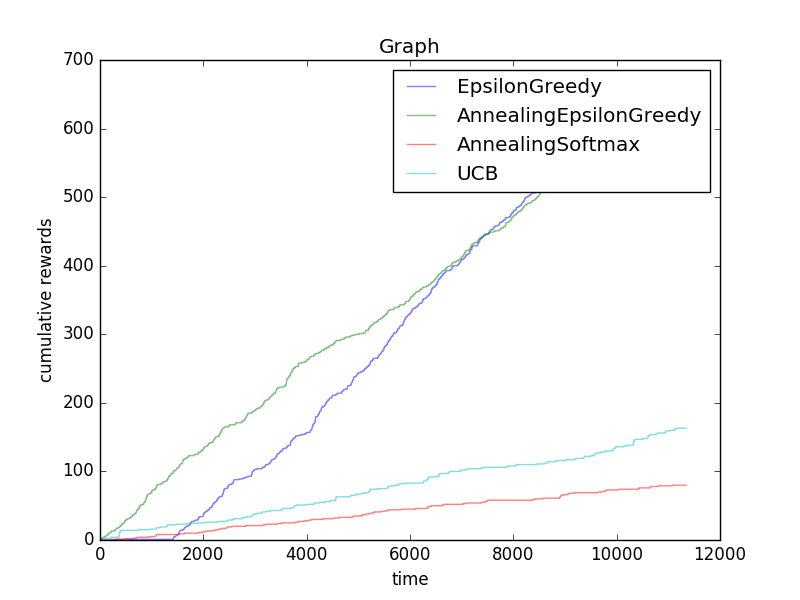 Graph
700
600
500
400
300
200
100
0
cumulative rewards
EpsilonGreedy
AnnealingEpsilonGreedy
AnnealingSoftmax
UCB
0 2000 4000 6000 8000 10000 12000
time